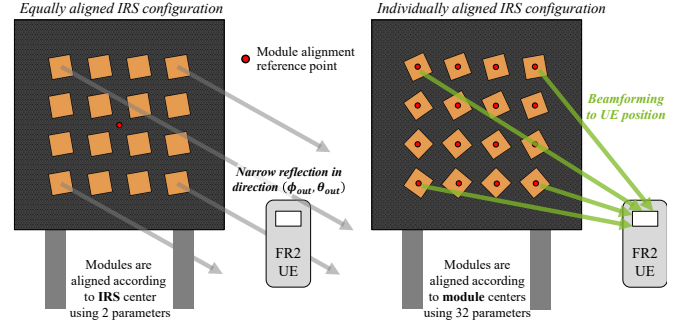 Equally aligned IRS configuration
Module alignment
reference point
Narrow reflection in
direction (ϕout,θout)
FR2
UE
Modules are
aligned according
to IRS center
using 2 parameters
Individually aligned IRS configuration
Beamforming
to UE position
FR2
UE
Modules are
aligned according
to module centers
using 32 parameters